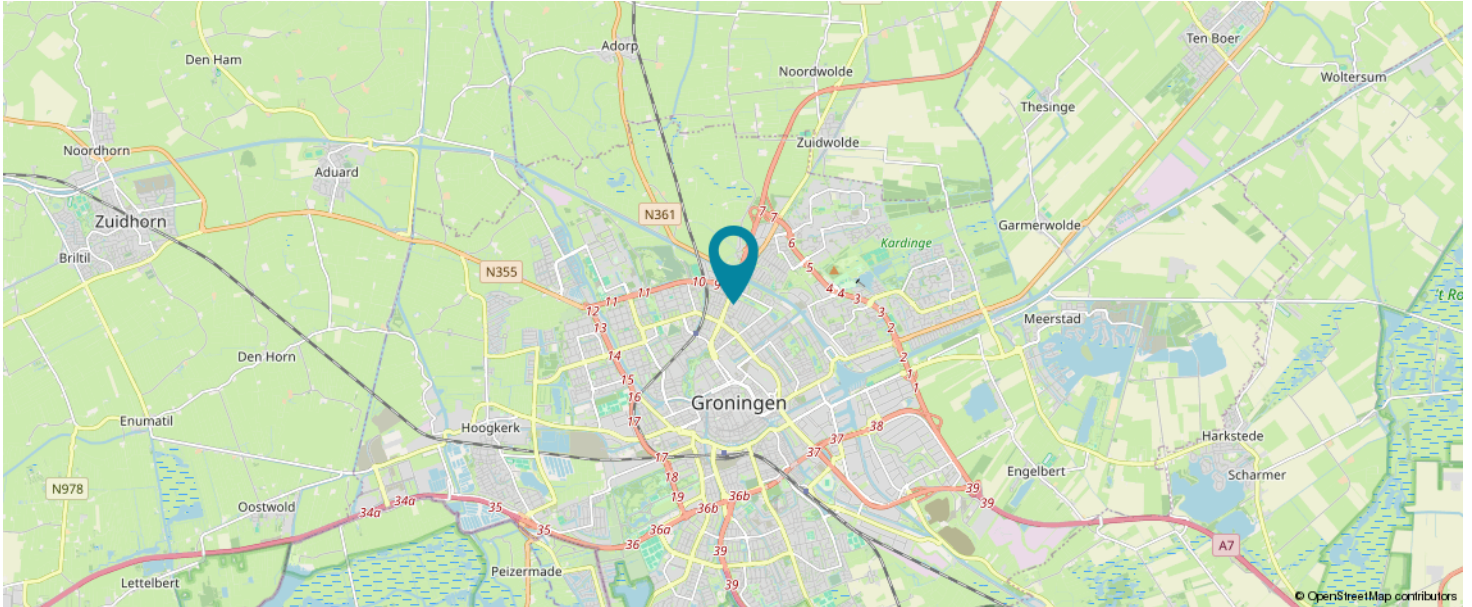 Den Ham
Adorp
Ten Boer
Noordwolde
Woltersum
Thesinge
Noordhorn
Zuidwolde
Aduard
N361
7
7
Zuidhorn
Garmerwolde
6
Kardinge
Briltil
N355
5
10
9
4
4
11
11
3
't Ro
12
3
Meerstad
13
2
Den Horn
14
2
15
1
16
1
Groningen
Enumatil
17
Hoogkerk
38
37
Harkstede
37
17
Engelbert
Scharmer
18
N978
39
19
36b
39
34a
34a
35
36b
Oostwold
35
36a
36
A7
39
Peizermade
Lettelbert
39
© OpenStreetMap contributors